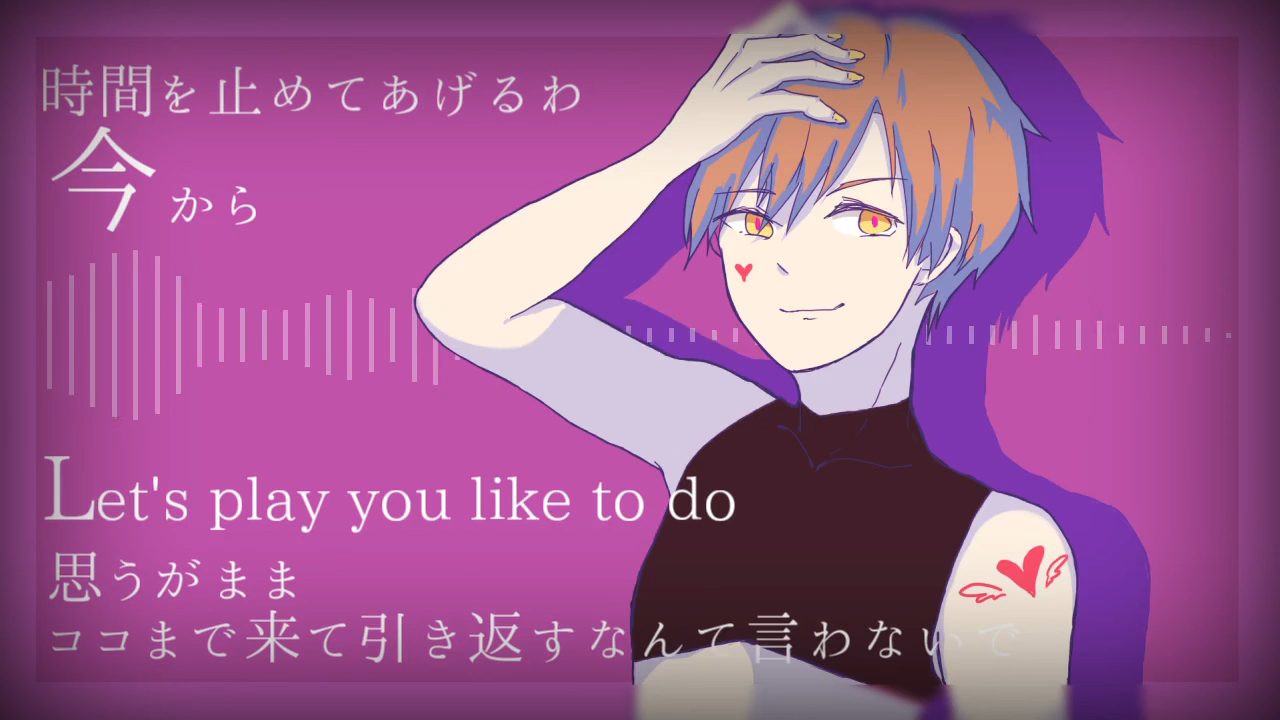 時間を止めてあげるわ
今から
Let's play you like to do
思うがまま
ココまで来て引き返すなんて言わないで